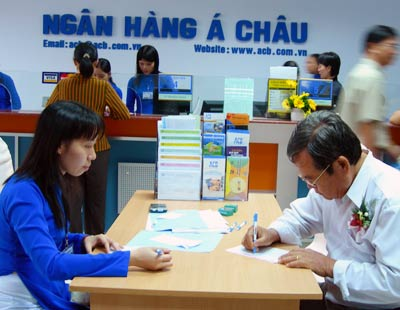 NGÂN HÀNG Á CHÂU
Email: acb@acb.com.vn Website: www.acb.com.vn